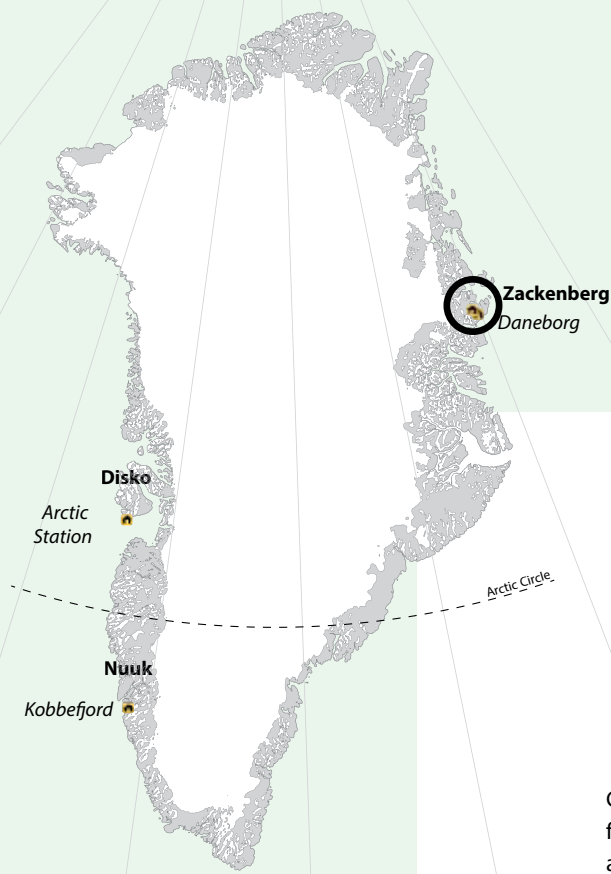 Zackenberg
Daneborg
Disko
Arctic
Station
Arctic Circle
Nuuk
Kobbefjord